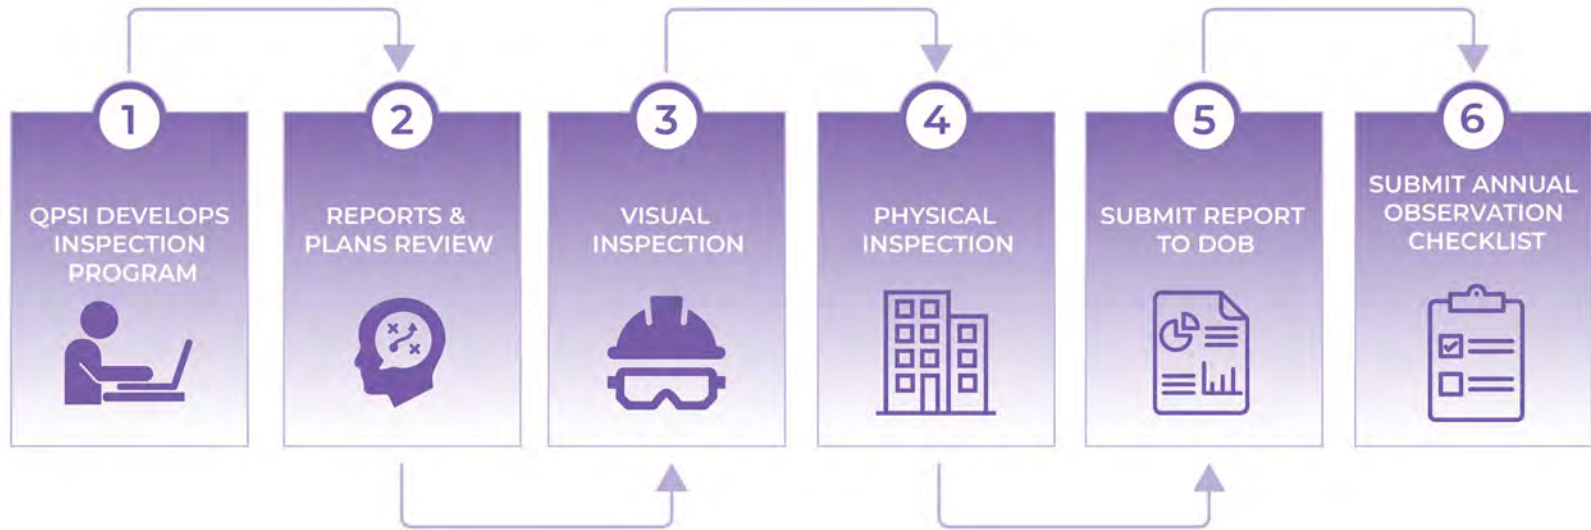 1
QPSI DEVELOPS
INSPECTION
PROGRAM
2
REPORTS &
PLANS REVIEW
3
VISUAL
INSPECTION
4
PHYSICAL
INSPECTION
5
SUBMIT REPORT
TO DOB
6
SUBMIT ANNUAL
OBSERVATION
CHECKLIST